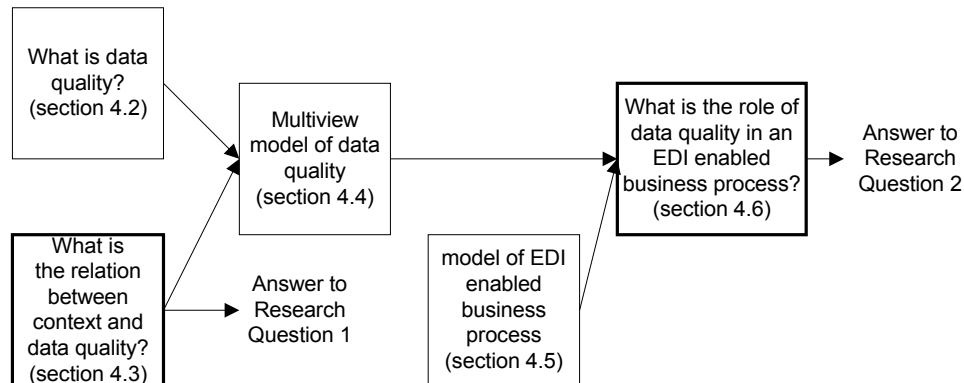 What is data
quality?
(section 4.2)
Multiview
model of data
quality
(section 4.4)
What is the role of
data quality in an
EDI enabled
business process?
(section 4.6)
Answer to
Research
Question 2
What is
the relation
between
context and
data quality?
(section 4.3)
Answer to
Research
Question 1
model of EDI
enabled
business
process
(section 4.5)